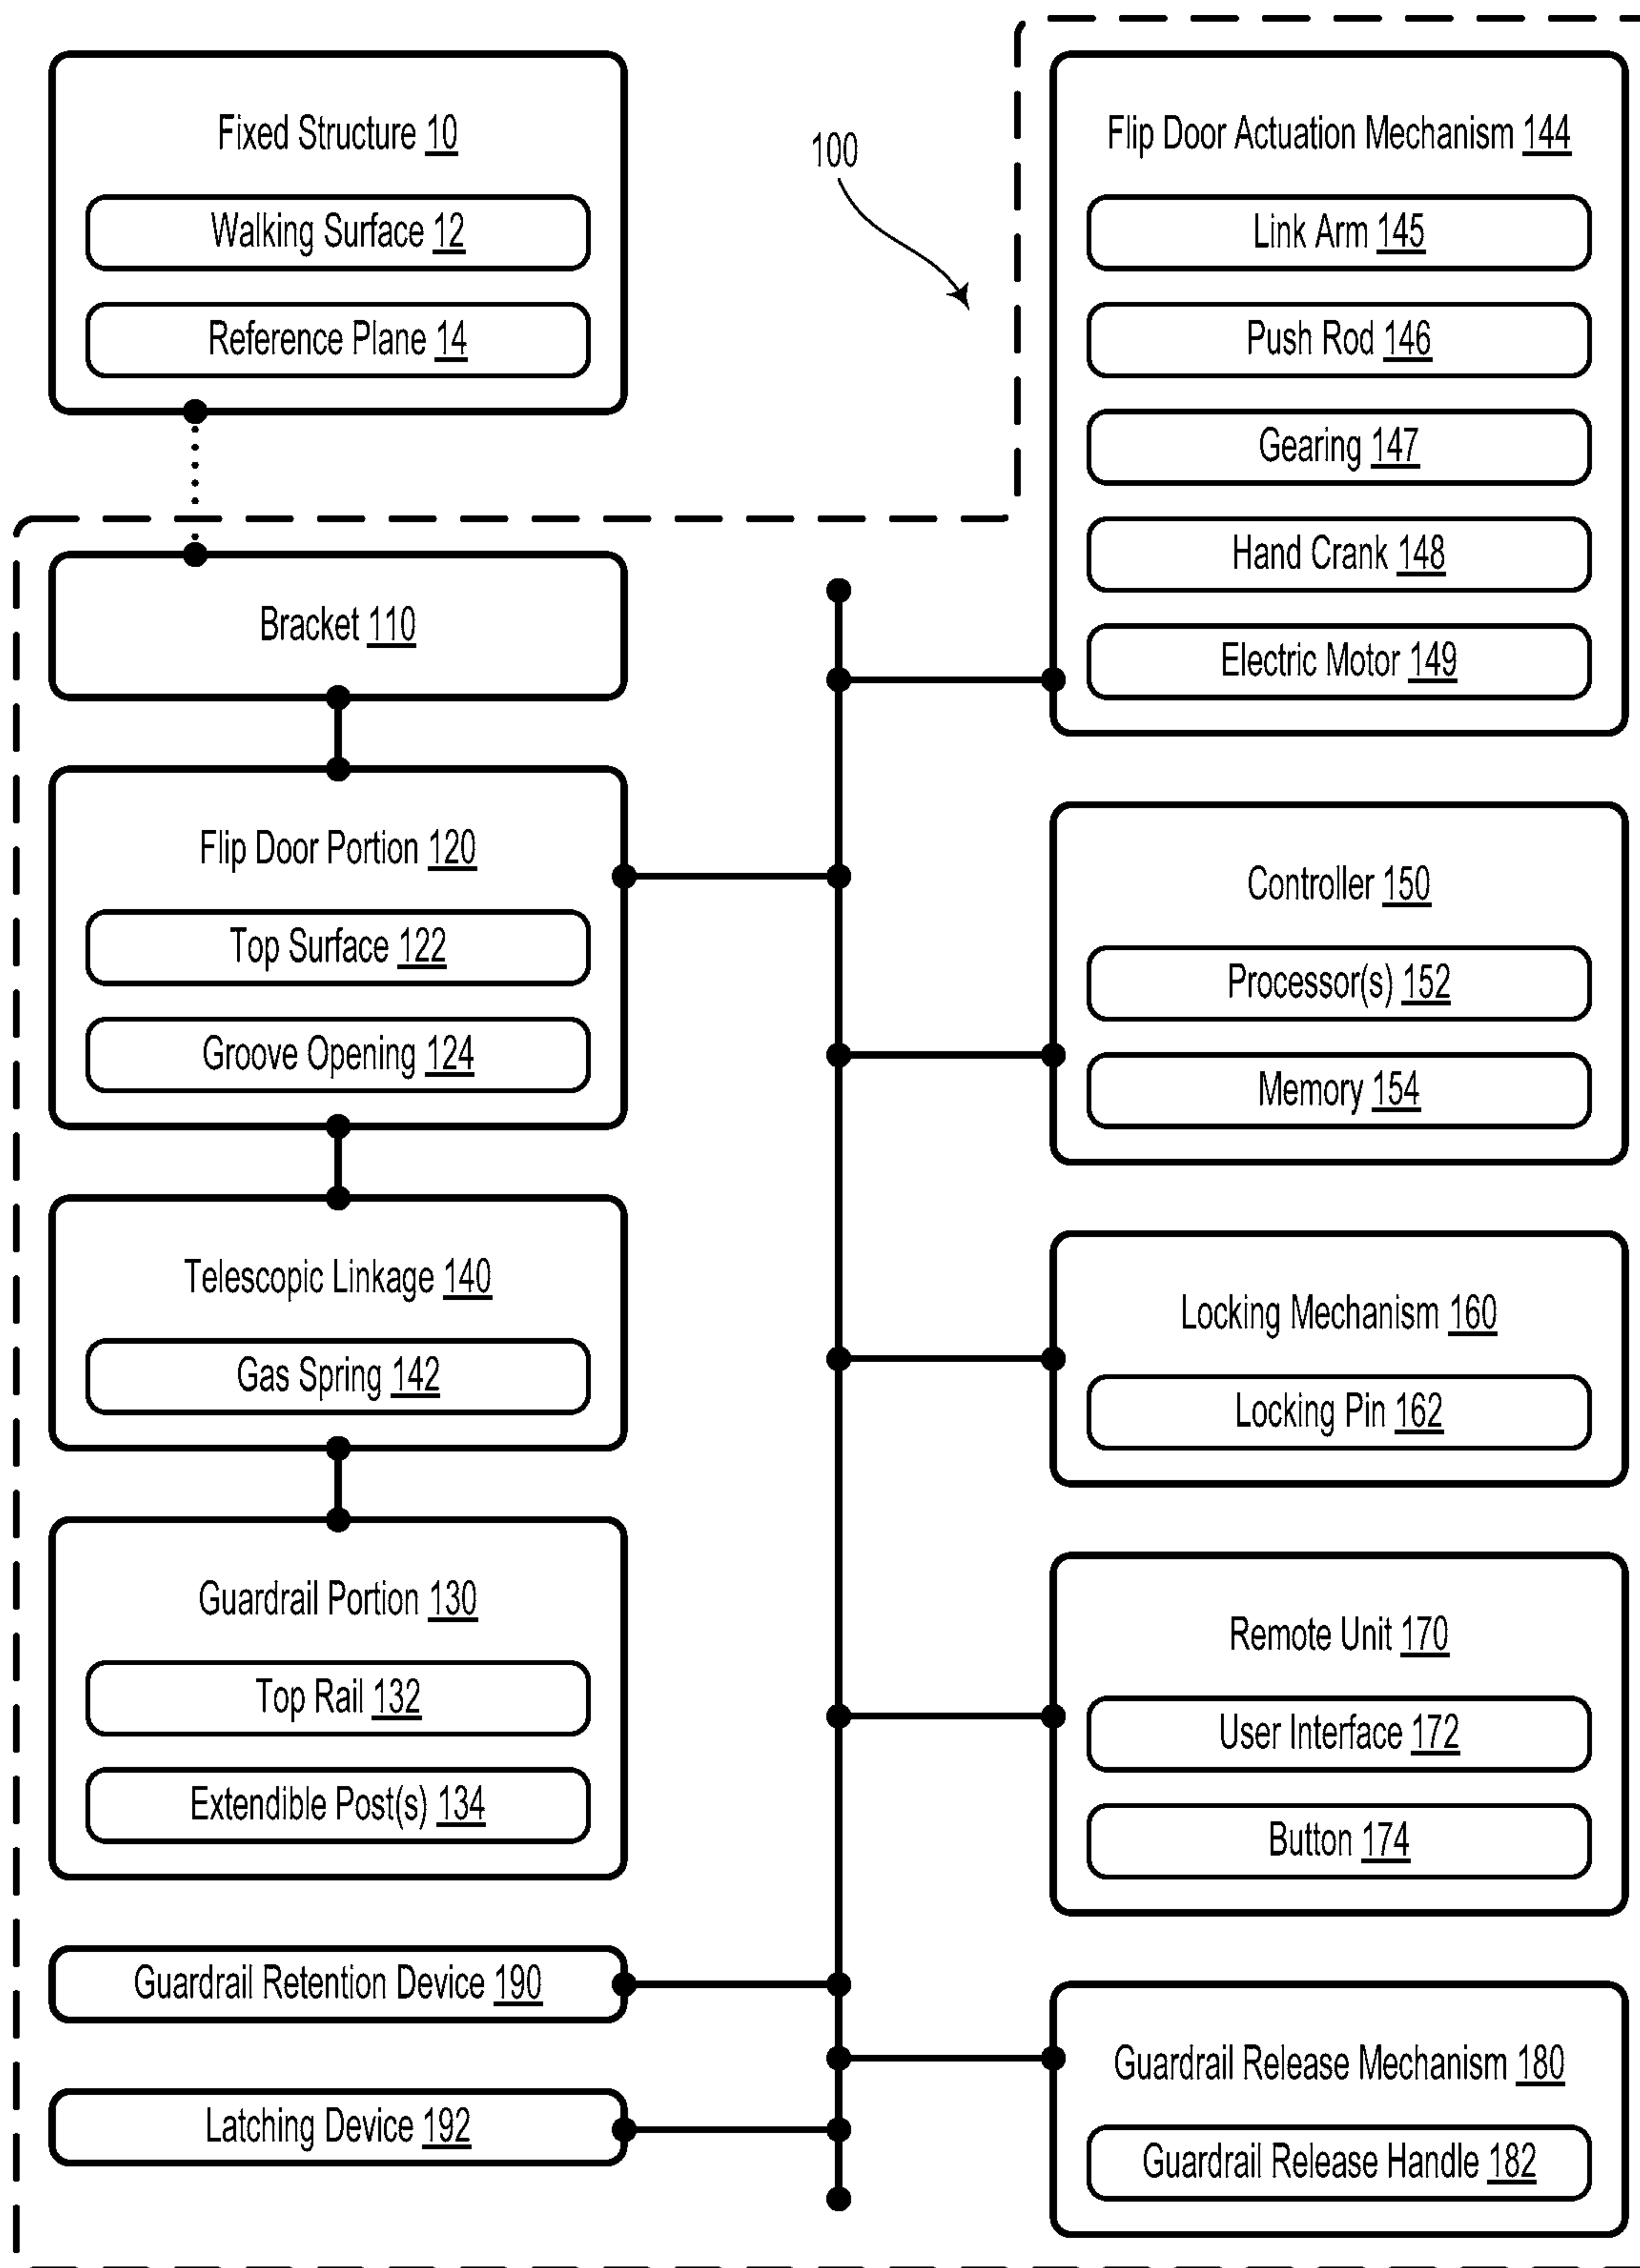 Fixed Structure 10
Walking Surface 12
Reference Plane 14
100
Bracket 110
Flip Door Portion 120
Top Surface 122
Groove Opening 124
Telescopic Linkage 140
Gas Spring 142
Guardrail Portion 130
Top Rail 132
Extendible Post(s) 134
Guardrail Retention Device 190
Latching Device 192
Flip Door Actuation Mechanism 144
Link Arm 145
Push Rod 146
Gearing 147
Hand Crank 148
Electric Motor 149
Controller 150
Processor(s) 152
Memory 154
Locking Mechanism 160
Locking Pin 162
Remote Unit 170
User Interface 172
Button 174
Guardrail Release Mechanism 180
Guardrail Release Handle 182